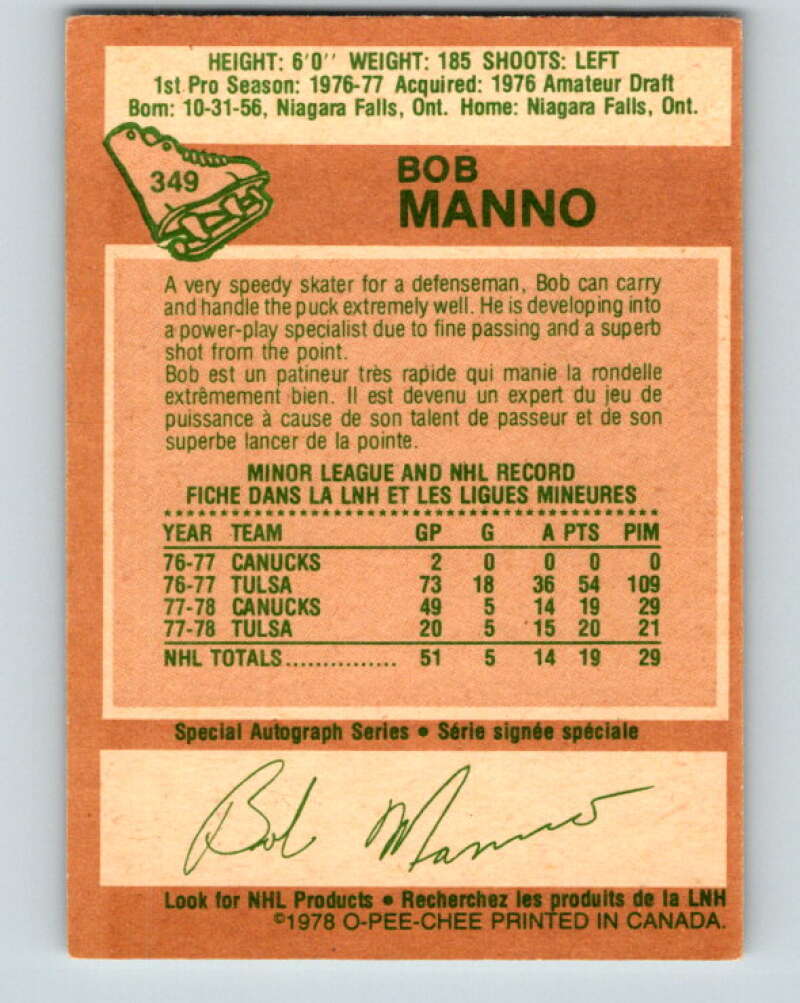 HEIGHT: 6'0'' WEIGHT: 185 SHOOTS: LEFT
1st Pro Season: 1976-77 Acquired: 1976 Amateur Draft
Born: 10-31-56, Niagara Falls, Ont. Home: Niagara Falls, Ont.
349
BOB
MANNO
A very speedy skater for a defenseman, Bob can carry
and handle the puck extremely well. He is developing into
a power-play specialist due to fine passing and a superb
shot from the point.
Bob est un patineur très rapide qui manie la rondelle
extrêmement bien. Il est devenu un expert du jeu de
puissance à cause de son talent de passeur et de son
superbe lancer de la pointe.
MINOR LEAGUE AND NHL RECORD
FICHE DANS LA LNH ET LES LIGUES MINEURES
YEAR TEAM GP G A PTS PIM
76-77 CANUCKS 2 0 0 0 0
76-77 TULSA 73 18 36 54 109
77-78 CANUCKS 49 5 14 19 29
77-78 TULSA 20 5 15 20 21
NHL TOTALS............... 51 5 14 19 29
Special Autograph Series • Série signée spéciale
Bob Manno
Look for NHL Products • Recherchez les produits de la LNH
©1978 O-PEE-CHEE PRINTED IN CANADA.